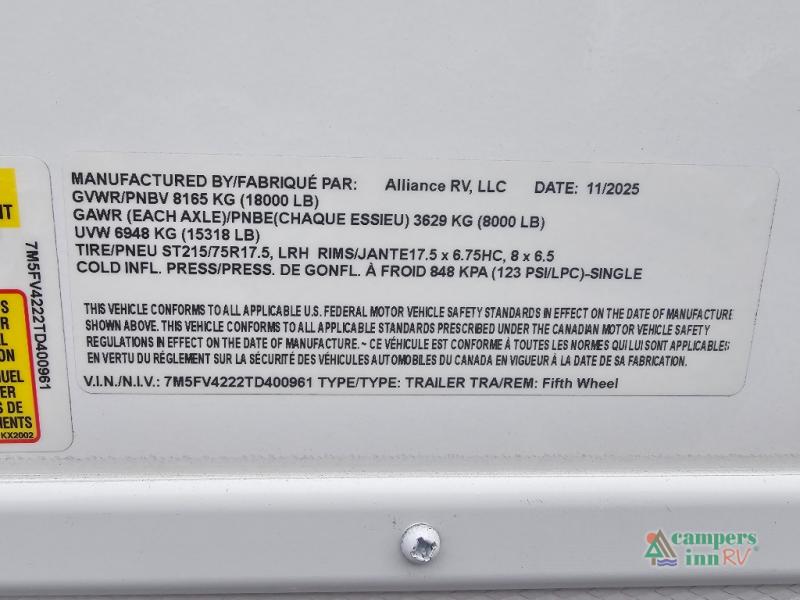 MANUFACTURED BY/FABRIQUÉ PAR: Alliance RV, LLC DATE: 11/2025
GVWR/PNBV 8165 KG (18000 LB)
GAWR (EACH AXLE)/PNBE(CHAQUE ESSIEU) 3629 KG (8000 LB)
UVW 6948 KG (15318 LB)
TIRE/PNEU ST215/75R17.5, LRH RIMS/JANTE17.5 x 6.75HC, 8 x 6.5
COLD INFL. PRESS/PRESS. DE GONFL. À FROID 848 KPA (123 PSI/LPC)-SINGLE
THIS VEHICLE CONFORMS TO ALL APPLICABLE U.S. FEDERAL MOTOR VEHICLE SAFETY STANDARDS IN EFFECT ON THE DATE OF MANUFACTURE
SHOWN ABOVE. THIS VEHICLE CONFORMS TO ALL APPLICABLE STANDARDS PRESCRIBED UNDER THE CANADIAN MOTOR VEHICLE SAFETY
REGULATIONS IN EFFECT ON THE DATE OF MANUFACTURE.~ CE VÉHICULE EST CONFORME À TOUTES LES NORMES QUI LUI SONT APPLICABLES
EN VERTU DU RÉGLEMENT SUR LA SÉCURITÉ DES VÉHICULES AUTOMOBILES DU CANADA EN VIGUEUR À LA DATE DE SA FABRICATION.
V.I.N./N.I.V.: 7M5FV4222TD400961 TYPE/TYPE: TRAILER TRA/REM: Fifth Wheel
7M5FV4222TD400961
KX2002
campers
inn RV